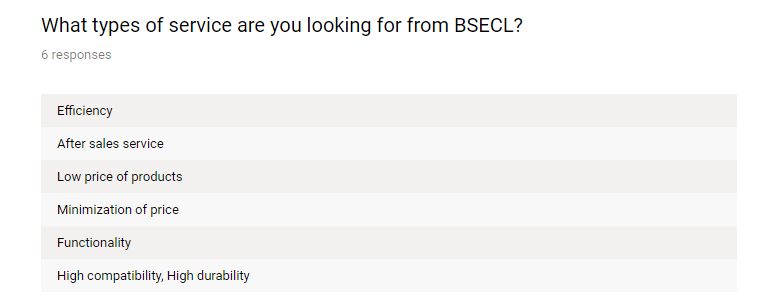 What types of service are you looking for from BSECL?
6 responses
Efficiency
After sales service
Low price of products
Minimization of price
Functionality
High compatibility, High durability